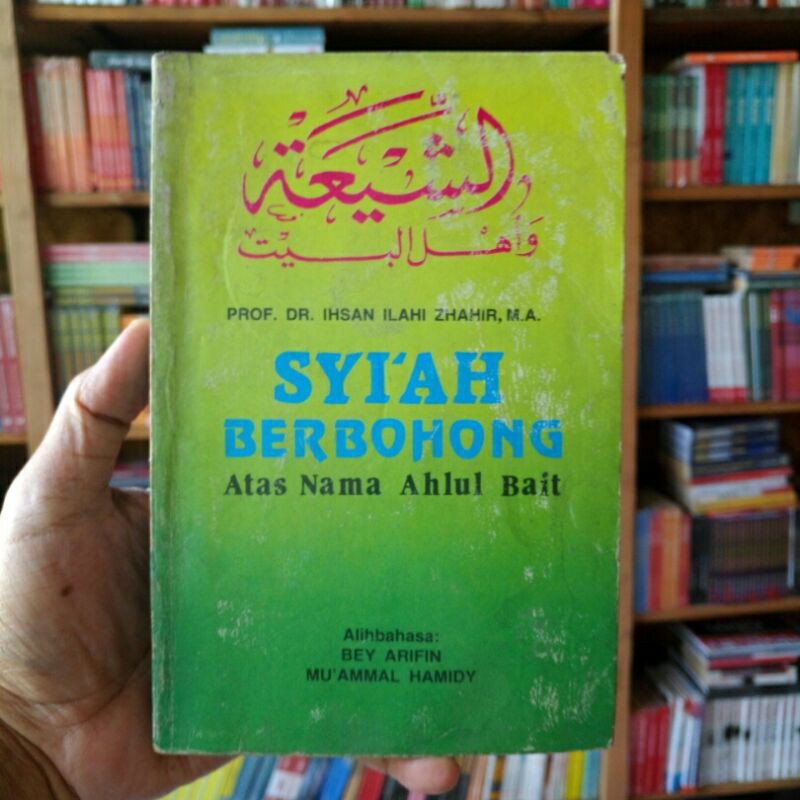 الشيعة
وأهل البيت
PROF. DR. IHSAN ILAHI ZHAHIR, M.A.
SYI'AH
BERBOHONG
Atas Nama Ahlul Bait
Alihbahasa:
BEY ARIFIN
MU'AMMAL HAMIDY